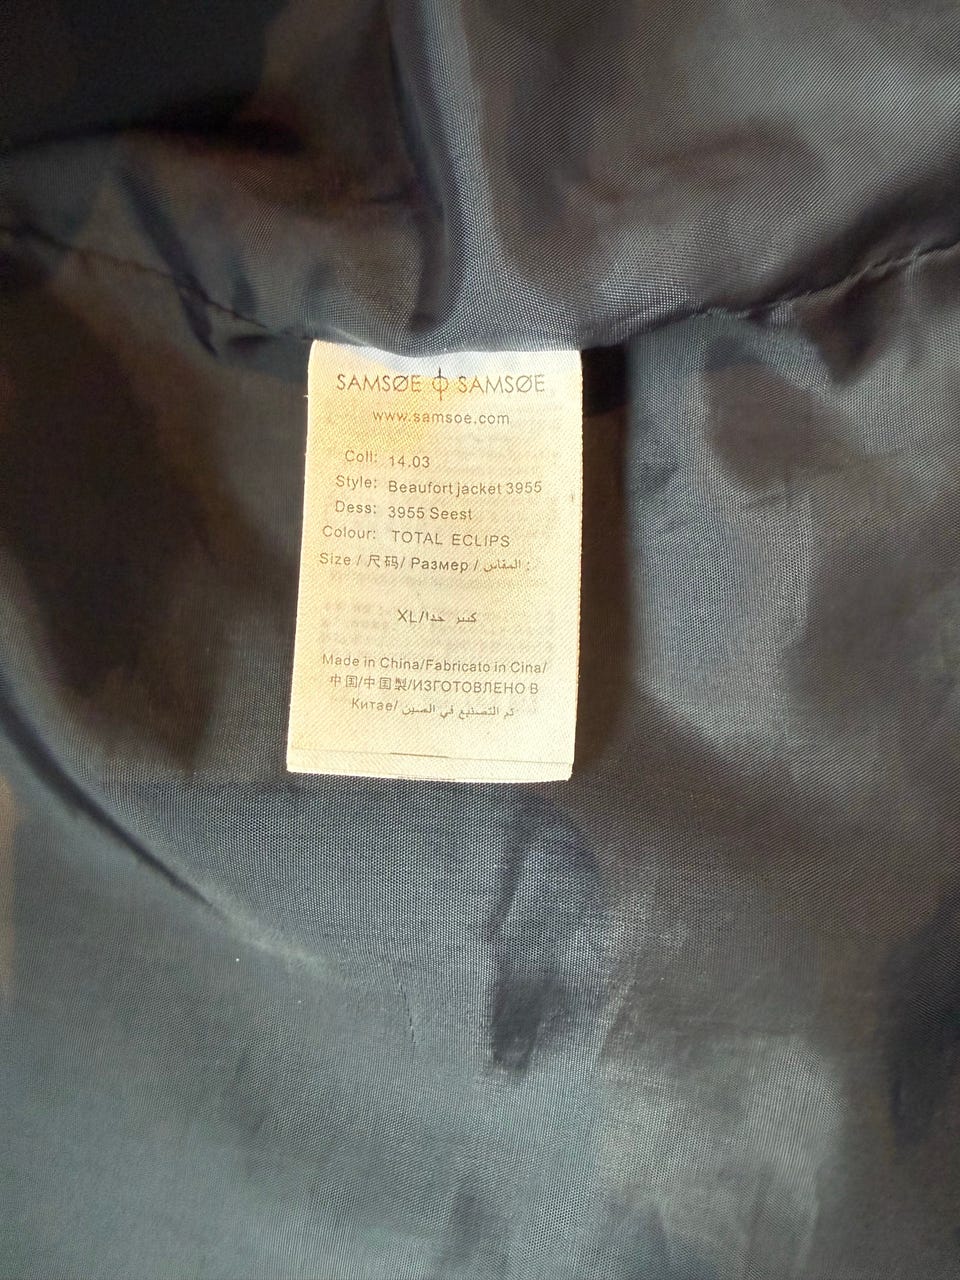 SAMSØE ϕ SAMSØE
www.samsoe.com
Coll: 14.03
Style: Beaufort jacket 3955
Dess: 3955 Seest
Colour: TOTAL ECLIPS
Size / 尺码/ Размер / المقاس :
XL/كبير جدا
Made in China/Fabricato in Cina/
中国/中国製/ИЗГОТОВЛЕНО В
Китае/ تم التصنيع في الصين